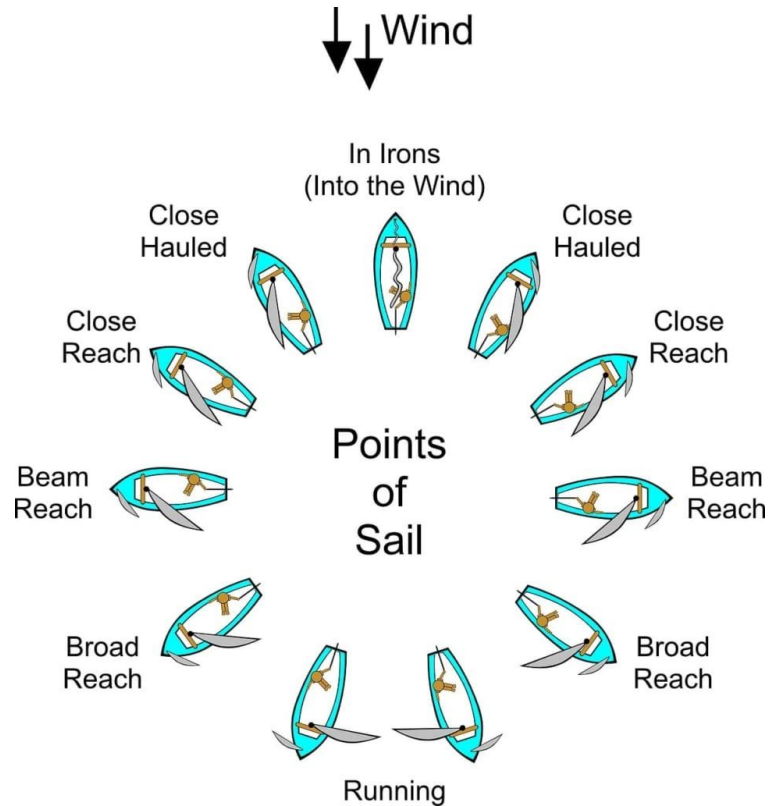 Wind
In Irons
(Into the Wind)
Close
Hauled
Close
Hauled
Close
Reach
Close
Reach
Points
of
Sail
Beam
Reach
Beam
Reach
Broad
Reach
Broad
Reach
Running